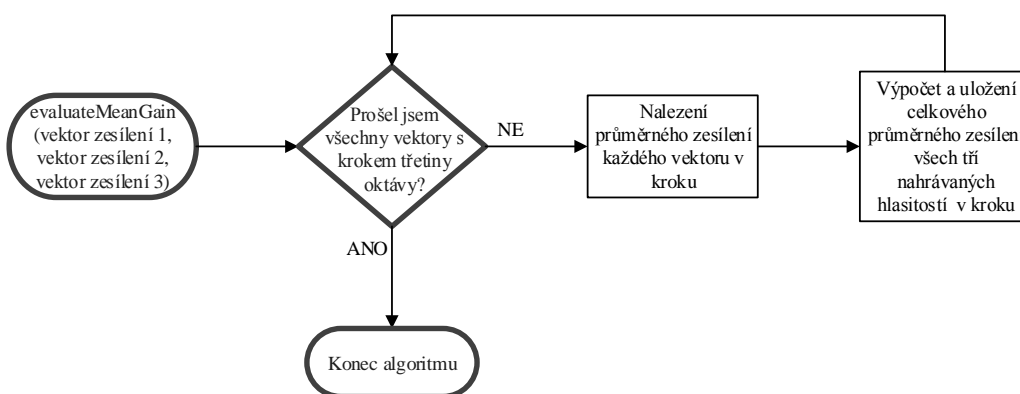 evaluateMeanGain
(vektor zesílení 1,
vektor zesílení 2,
vektor zesílení 3)
Prošel jsem
všechny vektory s
krokem třetiny
oktávy?
NE
Nalezení
průměrného zesílení
každého vektoru v
kroku
Výpočet a uložení
celkového
průměrného zesílen
všech tří
nahrávaných
hlasitostí v kroku
ANO
Konec algoritmu